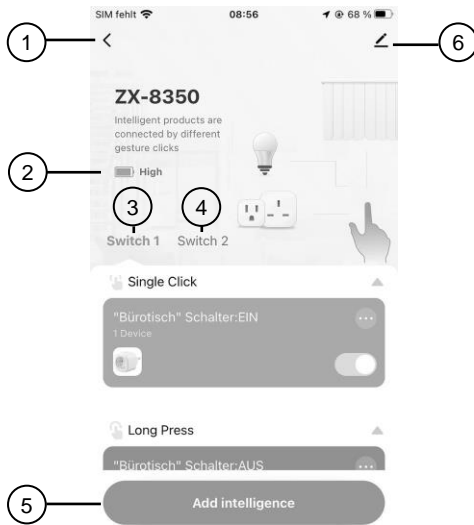 SIM fehlt 08:56 68 %
1
6
ZX-8350
Intelligent products are
connected by different
gesture clicks
2
High
3
4
Switch 1 Switch 2
Single Click
"Bürotisch" Schalter:EIN
1 Device
Long Press
"Bürotisch" Schalter:AUS
5
Add intelligence